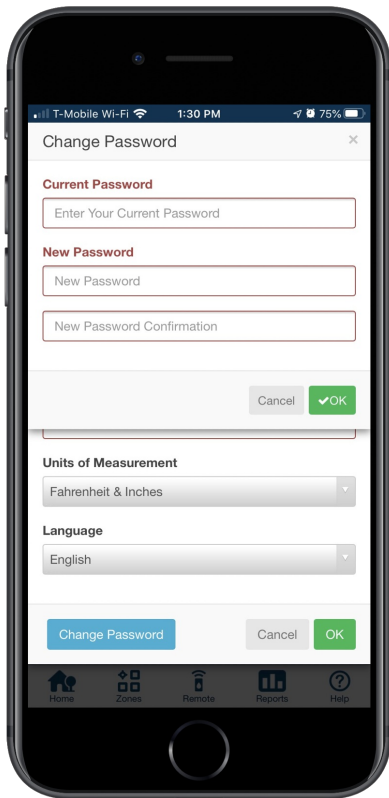 T-Mobile Wi-Fi 1:30 PM 75%
Change Password ×
Current Password
Enter Your Current Password
New Password
New Password
New Password Confirmation
Cancel ✔OK
Units of Measurement
Fahrenheit & Inches
Language
English
Change Password Cancel OK
Home Zones Remote Reports Help